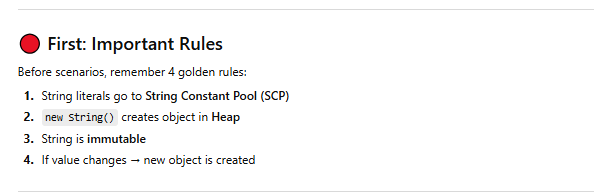 First: Important Rules
Before scenarios, remember 4 golden rules:
1. String literals go to String Constant Pool (SCP)
2. new String() creates object in Heap
3. String is immutable
4. If value changes → new object is created